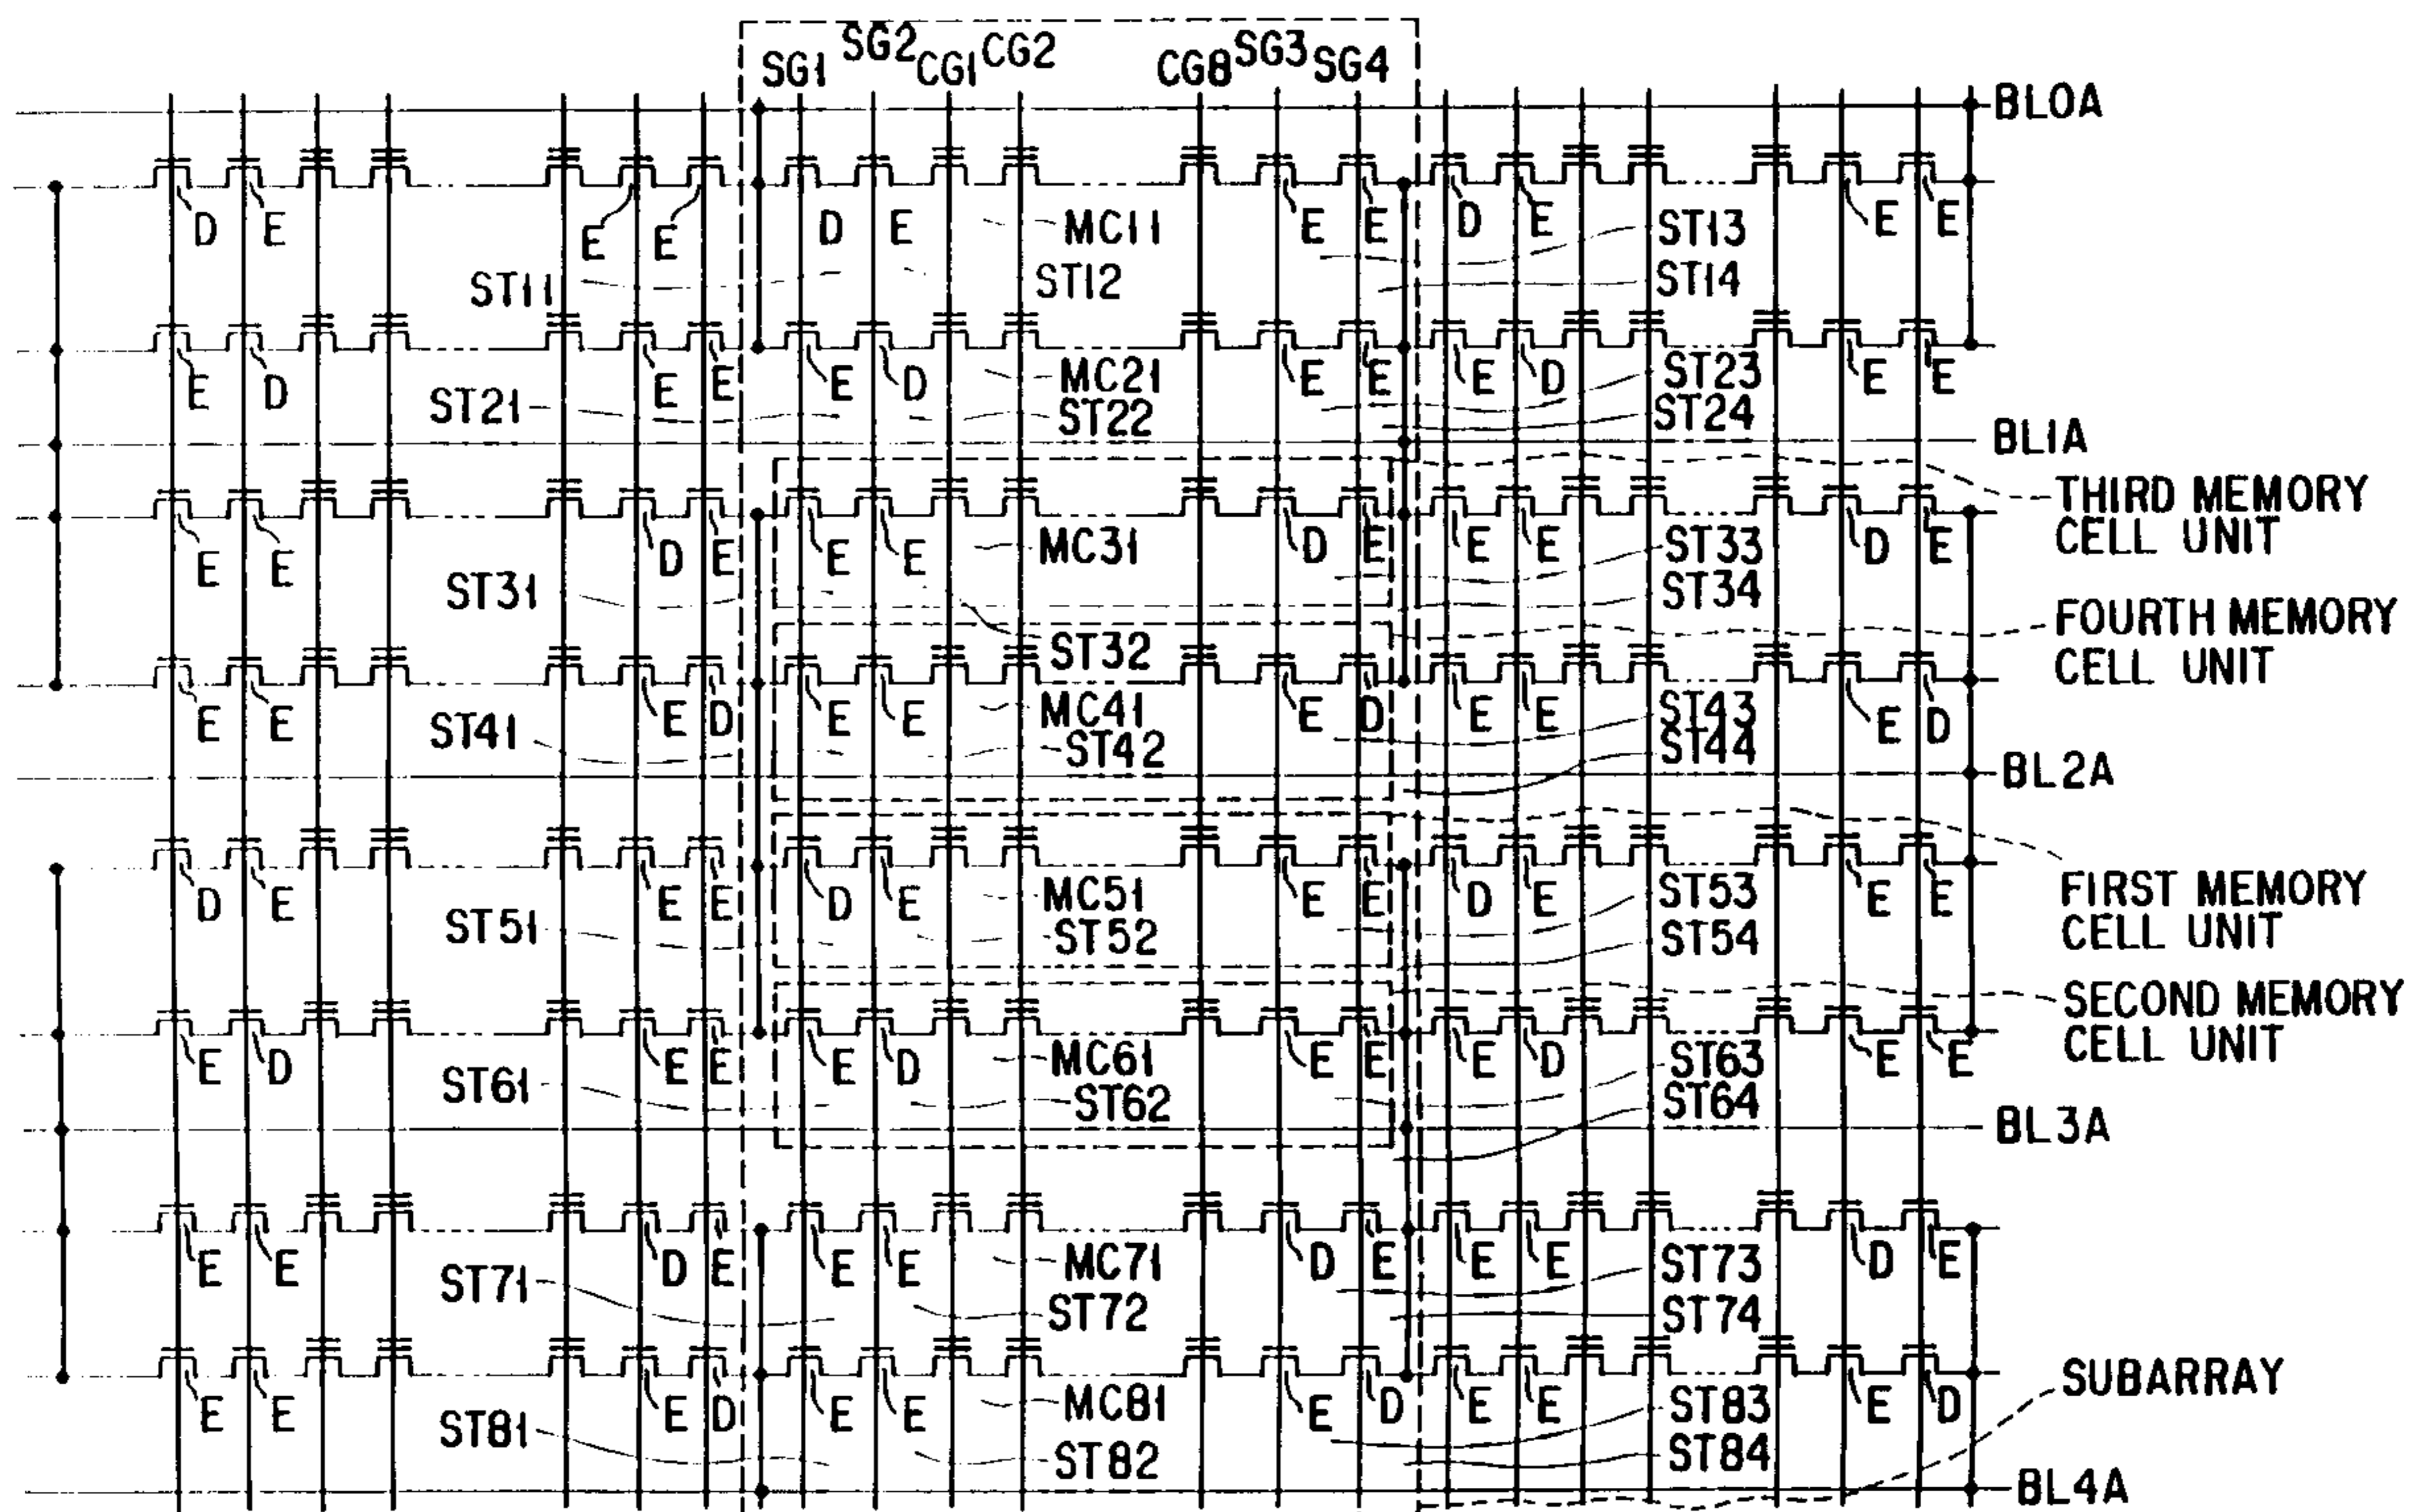 SG1 SG2 CG1 CG2 CG8 SG3 SG4
BL0A
D E E E D E MC11 E E D E ST13 E E
ST11 ST12 ST14
E D E E E D MC21 E E E D ST23 E E
ST21 ST22 ST24
BL1A
THIRD MEMORY
CELL UNIT
E E D E E E MC31 D E E E ST33 D E
ST31 ST34
FOURTH MEMORY
CELL UNIT
ST32
E E E D E E MC41 E D E E ST43 E D
ST41 ST42 ST44
BL2A
FIRST MEMORY
CELL UNIT
D E E E D E MC51 E E D E ST53 E E
ST51 ST52 ST54
SECOND MEMORY
CELL UNIT
E D E E E D MC61 E E E D ST63 E E
ST61 ST62 ST64
BL3A
E E D E E E MC71 D E E E ST73 D E
ST71 ST72 ST74
SUBARRAY
E E E D E E MC81 E D E E ST83 E D
ST81 ST82 ST84
BL4A